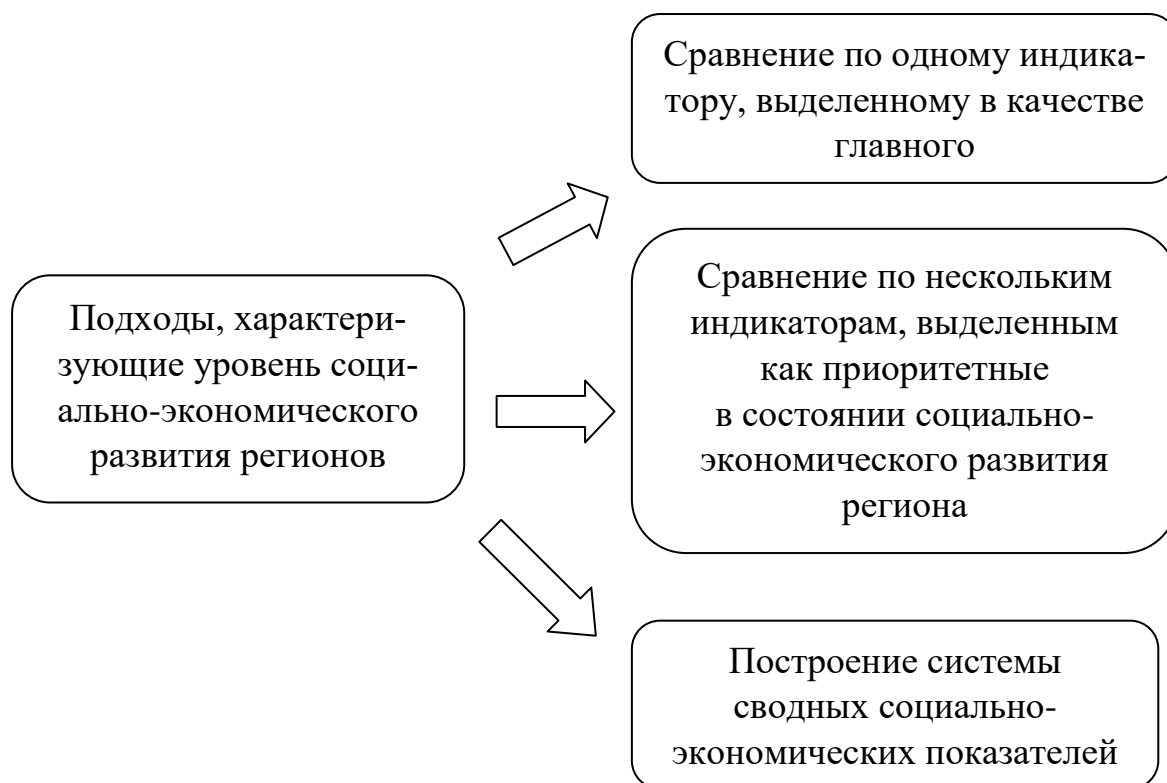 Подходы, характери-
зующие уровень соци-
ально-экономического
развития регионов
Сравнение по одному индика-
тору, выделенному в качестве
главного
Сравнение по нескольким
индикаторам, выделенным
как приоритетные
в состоянии социально-
экономического развития
региона
Построение системы
сводных социально-
экономических показателей